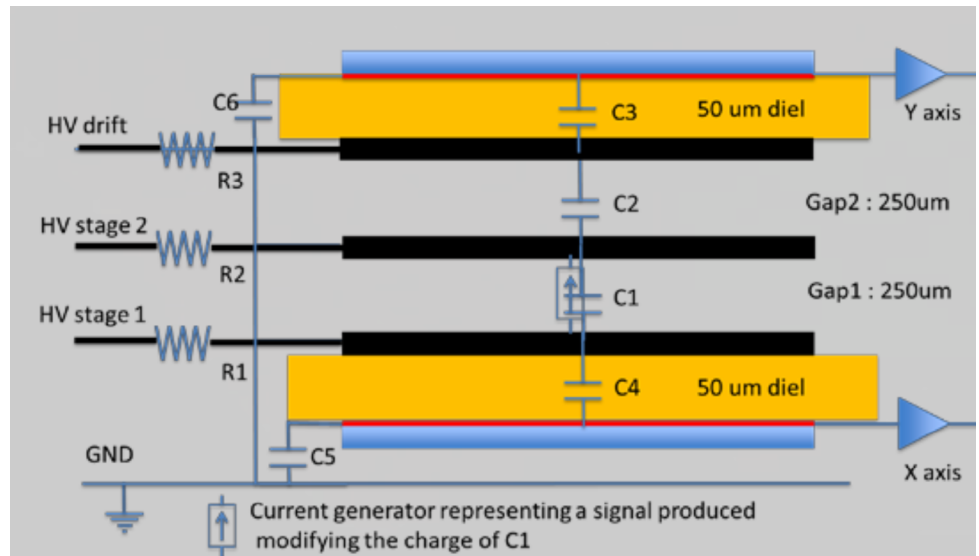 C6
C3
50 um diel
Y axis
HV drift
R3
C2
Gap2 : 250um
HV stage 2
R2
C1
Gap1 : 250um
HV stage 1
R1
C4
50 um diel
GND
C5
X axis
Current generator representing a signal produced
modifying the charge of C1